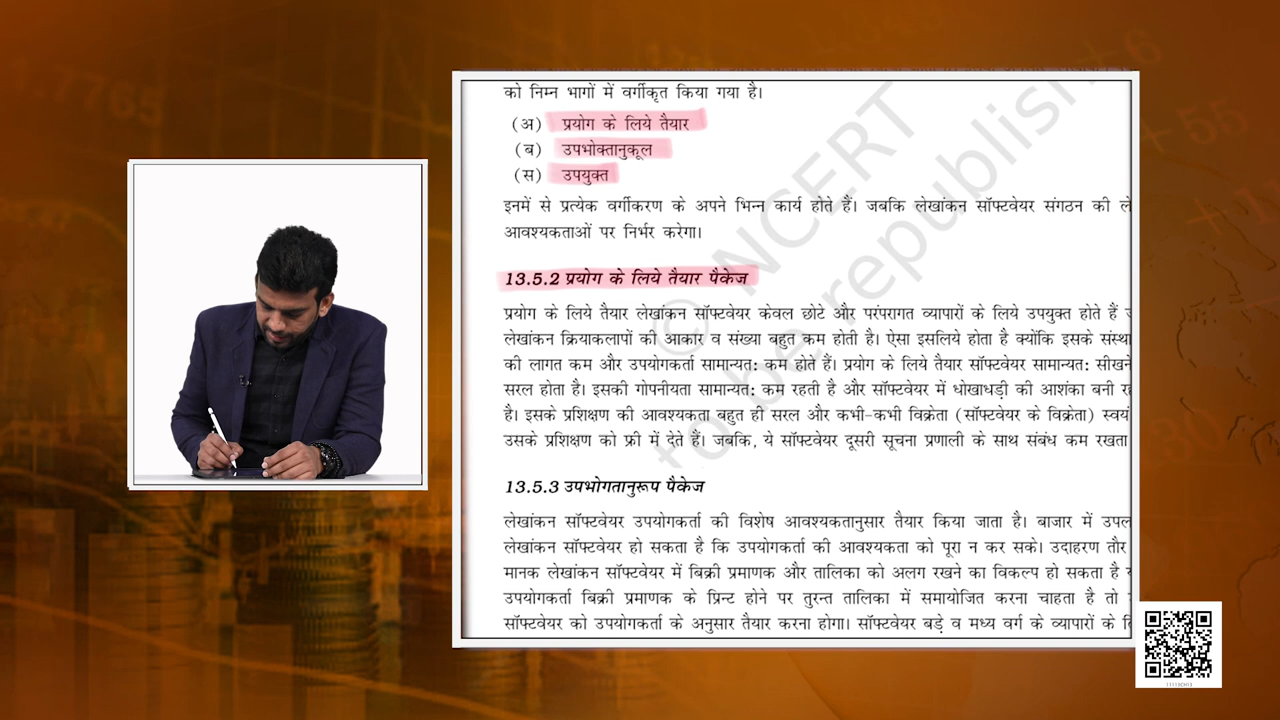 को निम्न भागों में वर्गीकृत किया गया है।
(अ) प्रयोग के लिये तैयार
(ब) उपभोक्तानुकूल
(स) उपयुक्त
इनमें से प्रत्येक वर्गीकरण के अपने भिन्न कार्य होते हैं। जबकि लेखांकन सॉफ्टवेयर संगठन की ले
आवश्यकताओं पर निर्भर करेगा।
13.5.2 प्रयोग के लिये तैयार पैकेज
प्रयोग के लिये तैयार लेखांकन सॉफ्टवेयर केवल छोटे और परंपरागत व्यापारों के लिये उपयुक्त होते हैं
लेखांकन क्रियाकलापों की आकार व संख्या बहुत कम होती है। ऐसा इसलिये होता है क्योंकि इसके संस्था
की लागत कम और उपयोगकर्ता सामान्यत: कम होते हैं। प्रयोग के लिये तैयार सॉफ्टवेयर सामान्यत: सीखने
सरल होता है। इसकी गोपनीयता सामान्यत: कम रहती है और सॉफ्टवेयर में धोखाधड़ी की आशंका बनी
है। इसके प्रशिक्षण की आवश्यकता बहुत ही सरल और कभी-कभी विक्रेता (सॉफ्टवेयर के विक्रेता)
उसके प्रशिक्षण को फ्री में देते हैं। जबकि, ये सॉफ्टवेयर दूसरी सूचना प्रणाली के साथ संबंध कम रखता
13.5.3 उपभोगतानुरूप पैकेज
लेखांकन सॉफ्टवेयर उपयोगकर्ता की विशेष आवश्यकतानुसार तैयार किया जाता है। बाजार में उपल
लेखांकन सॉफ्टवेयर हो सकता है कि उपयोगकर्ता की आवश्यकता को पूरा न कर सके। उदाहरण तौर
मानक लेखांकन सॉफ्टवेयर में बिक्री प्रमाणक और तालिका को अलग रखने का विकल्प हो सकता है
उपयोगकर्ता बिक्री प्रमाणक के प्रिन्ट होने पर तुरन्त तालिका में समायोजित करना चाहता है तो
सॉफ्टवेयर को उपयोगकर्ता के अनुसार तैयार करना होगा। सॉफ्टवेयर बड़े व मध्य वर्ग के व्यापारों के
© NCERT
to be republish